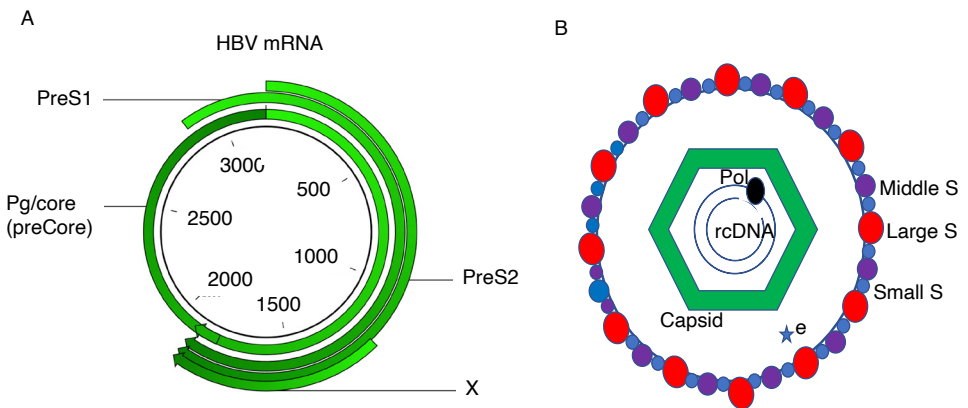 A
HBV mRNA
PreS1
3000
500
Pg/core
(preCore)
2500
1000
2000
1500
PreS2
X
B
Pol
rcDNA
Middle S
Large S
Small S
Capsid
e